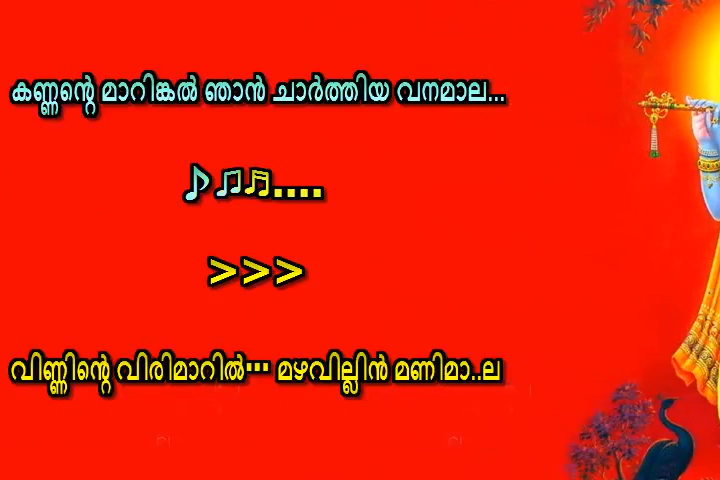 കണ്ണന്റെ മാറിങ്കൽ ഞാൻ ചാർത്തിയ വനമാല...
♪♫♬....
>>>
വിണ്ണിന്റെ വിരിമാറിൽ... മഴവില്ലിൻ മണിമാ..ല